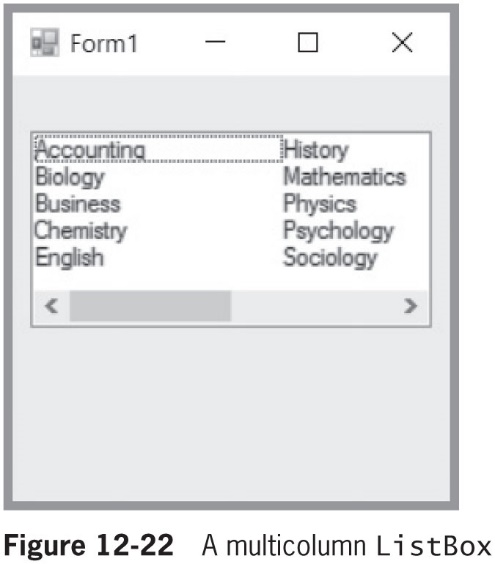 Form1
Accounting History
Biology Mathematics
Business Physics
Chemistry Psychology
English Sociology
Figure 12-22 A multicolumn ListBox